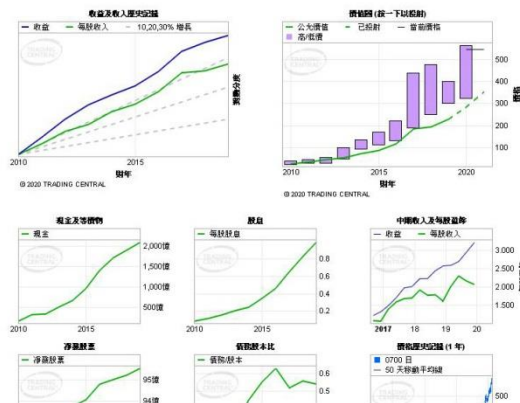 收益及收入歷史記錄
收益 每股收入 10,20,30% 增長
2010 2015
財年
© 2020 TRADING CENTRAL
價值圖 (按一下以投射)
公允價值 已投射 當前價格
高/低價
500
400
300
200
100
價格
2010 2015 2020
財年
© 2020 TRADING CENTRAL
現金及等價物
現金
2,000億
1,500億
1,000億
500億
2010 2015
股息
每股股息
0.8
0.6
0.4
0.2
2010 2015
中期收入及每股盈餘
收益 每股收入
3.000
2.500
2.000
1.500
2017 18 19 20
淨發股票
淨發股票
95億
94億
債務股本比
債務/股本
0.6
0.5
價格歷史記錄 (1 年)
0700 日
50 天移動平均線
500